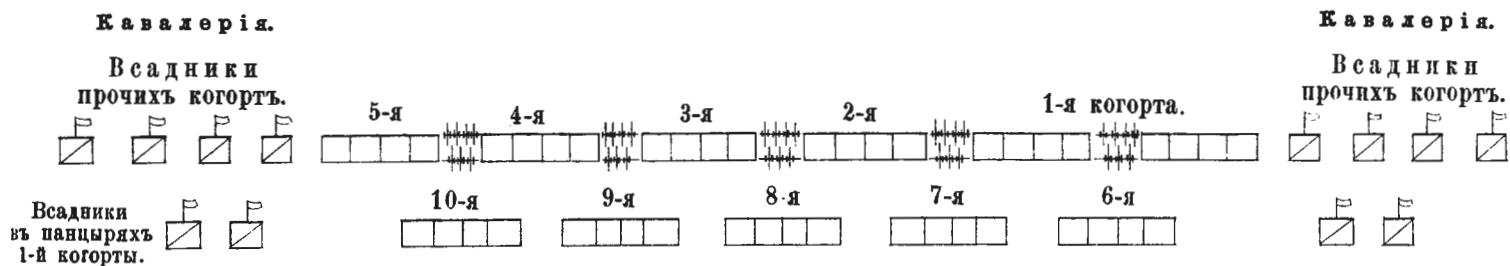 Кавалерія.
Всадники
прочихъ когортъ.
5-я 4-я 3-я 2-я 1-я когорта.
Кавалерія.
Всадники
прочихъ когортъ.
Всадники
въ панцыряхъ
1-й когорты.
10-я 9-я 8-я 7-я 6-я